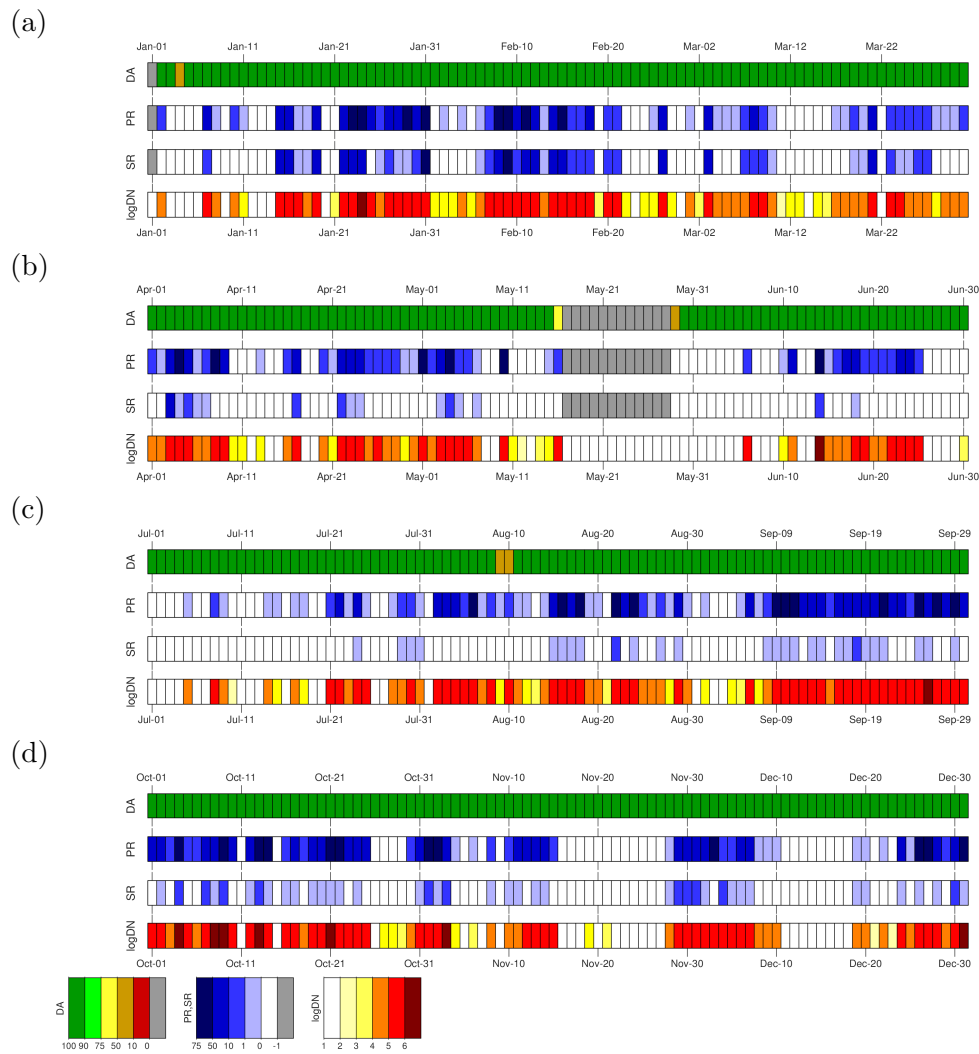 (a)
Jan-01 Jan-11 Jan-21 Jan-31 Feb-10 Feb-20 Mar-02 Mar-12 Mar-22
DA
PR
SR
logDN
Jan-01 Jan-11 Jan-21 Jan-31 Feb-10 Feb-20 Mar-02 Mar-12 Mar-22
(b)
Apr-01 Apr-11 Apr-21 May-01 May-11 May-21 May-31 Jun-10 Jun-20 Jun-30
DA
PR
SR
logDN
Apr-01 Apr-11 Apr-21 May-01 May-11 May-21 May-31 Jun-10 Jun-20 Jun-30
(c)
Jul-01 Jul-11 Jul-21 Jul-31 Aug-10 Aug-20 Aug-30 Sep-09 Sep-19 Sep-29
DA
PR
SR
logDN
Jul-01 Jul-11 Jul-21 Jul-31 Aug-10 Aug-20 Aug-30 Sep-09 Sep-19 Sep-29
(d)
Oct-01 Oct-11 Oct-21 Oct-31 Nov-10 Nov-20 Nov-30 Dec-10 Dec-20 Dec-30
DA
PR
SR
logDN
Oct-01 Oct-11 Oct-21 Oct-31 Nov-10 Nov-20 Nov-30 Dec-10 Dec-20 Dec-30
DA
100 90 75 50 10 0
PR,SR
75 50 10 1 0 -1
logDN
1 2 3 4 5 6